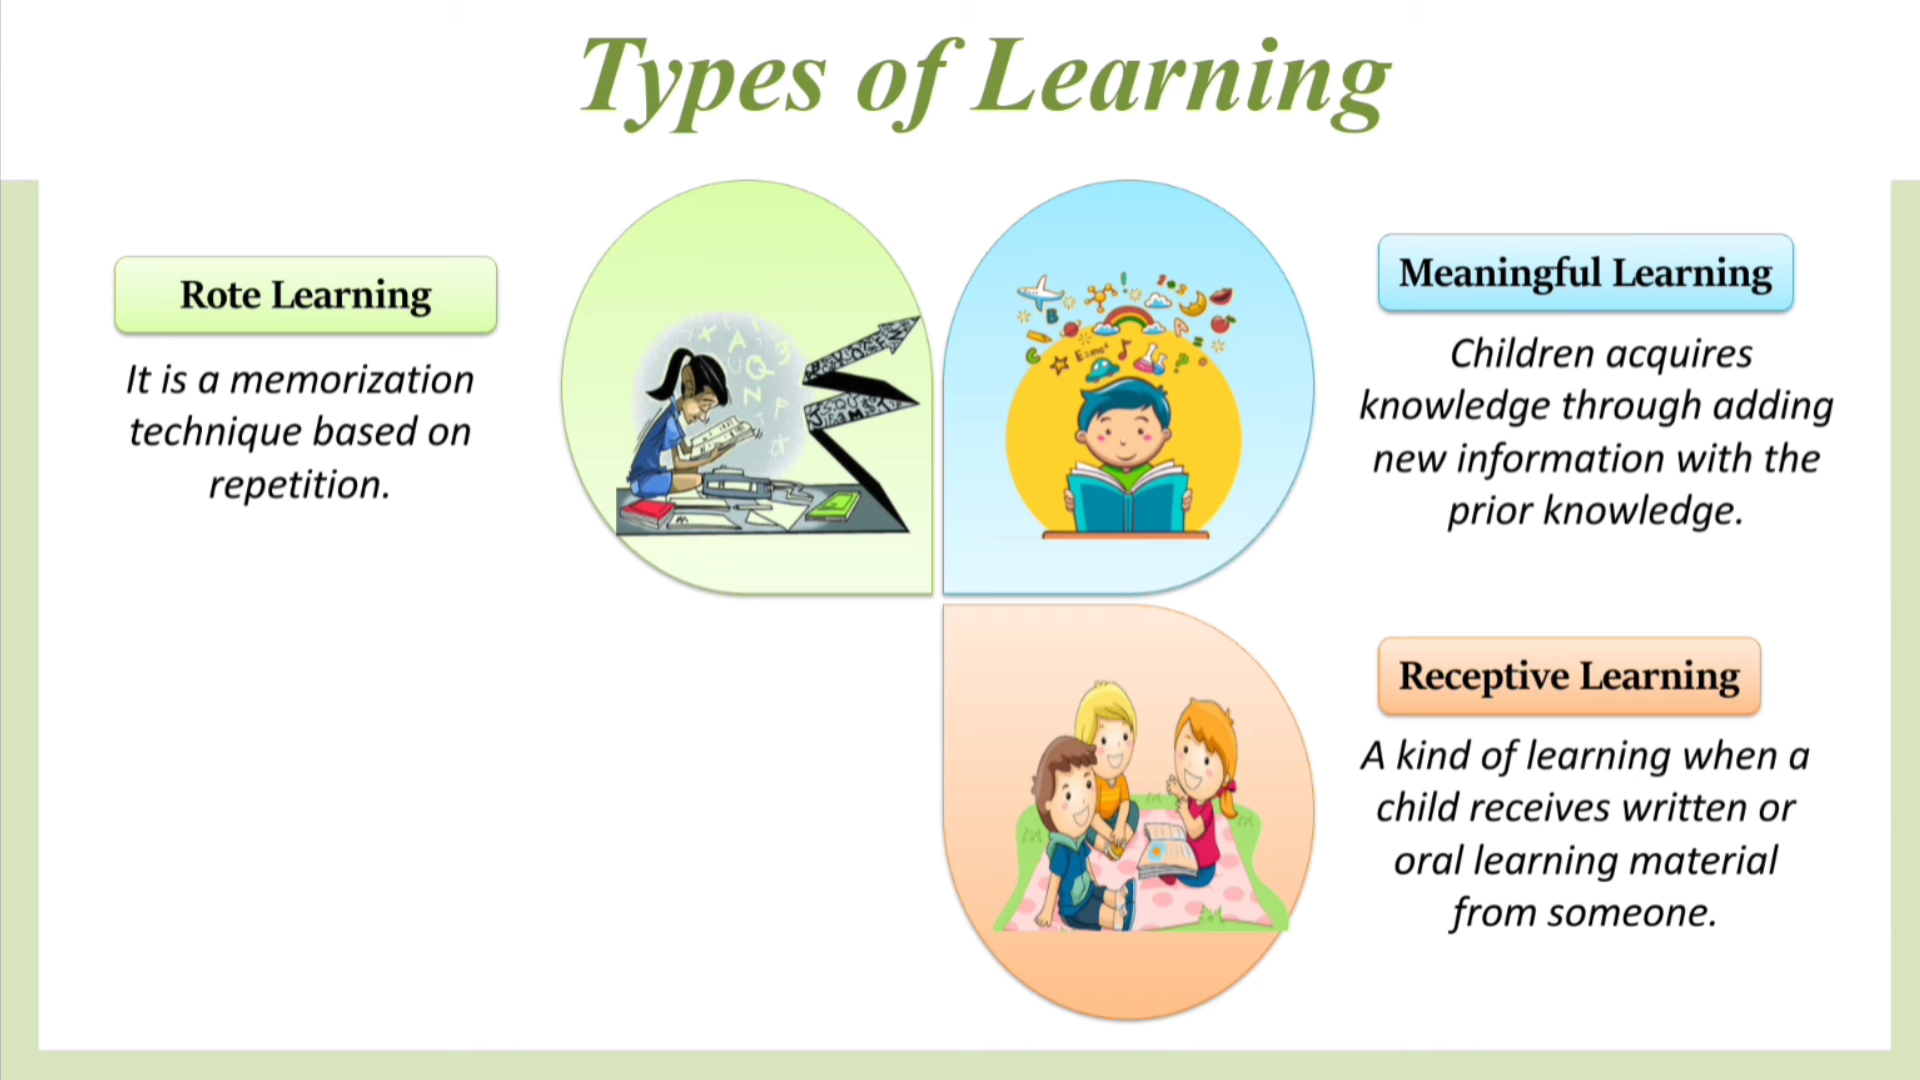 Types of Learning
Rote Learning
It is a memorization
technique based on
repetition.
Meaningful Learning
Children acquires
knowledge through adding
new information with the
prior knowledge.
Receptive Learning
A kind of learning when a
child receives written or
oral learning material
from someone.